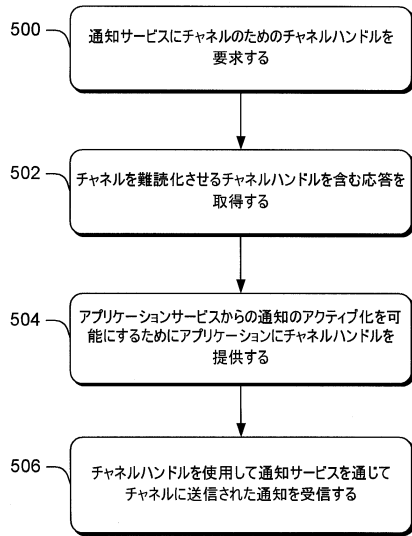 500
通知サービスにチャネルのためのチャネルハンドルを
要求する
502
チャネルを難読化させるチャネルハンドルを含む応答を
取得する
504
アプリケーションサービスからの通知のアクティブ化を可
能にするためにアプリケーションにチャネルハンドルを
提供する
506
チャネルハンドルを使用して通知サービスを通じて
チャネルに送信された通知を受信する